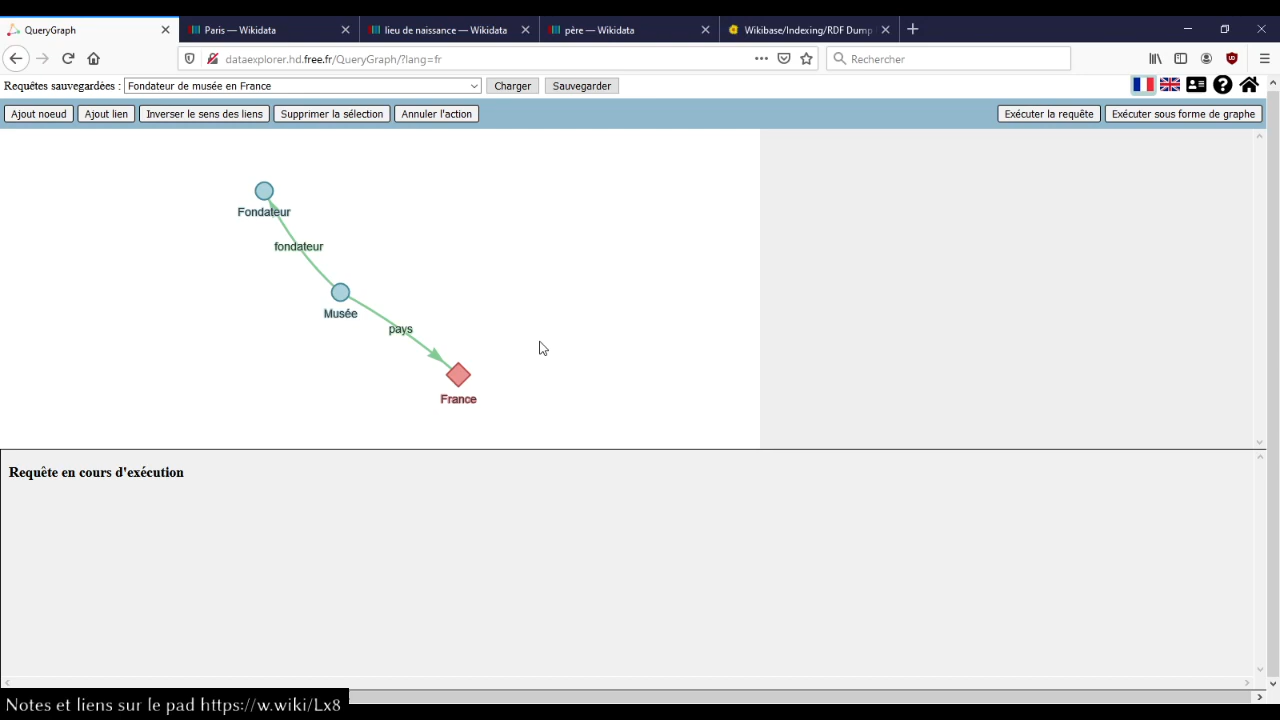 QueryGraph
Paris — Wikidata
lieu de naissance — Wikidata
père — Wikidata
Wikibase/Indexing/RDF Dump
dataexplorer.hd.free.fr/QueryGraph/?lang=fr
Rechercher
Requêtes sauvegardées : Fondateur de musée en France Charger Sauvegarder
Ajout noeud Ajout lien Inverser le sens des liens Supprimer la sélection Annuler l'action Exécuter la requête Exécuter sous forme de graphe
Fondateur
fondateur
Musée
pays
France
Requête en cours d'exécution
Notes et liens sur le pad https://w.wiki/Lx8